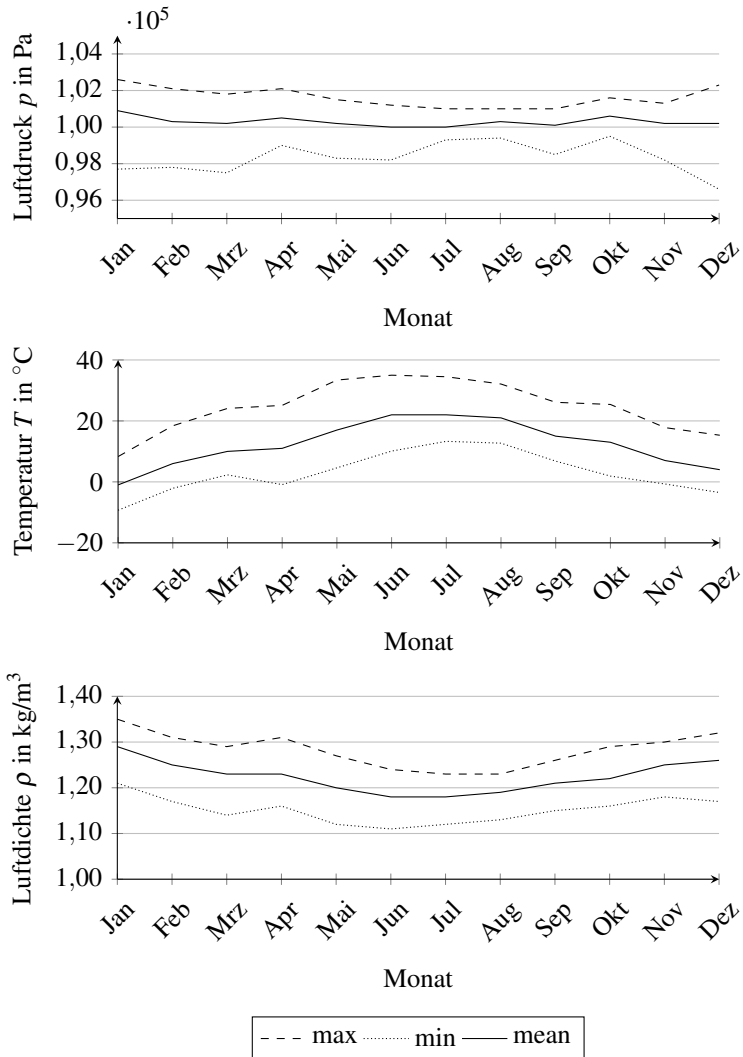 ·10⁵
Luftdruck p in Pa
1,04
1,02
1,00
0,98
0,96
Jan Feb Mrz Apr Mai Jun Jul Aug Sep Okt Nov Dez
Monat
Temperatur T in °C
40
20
0
−20
Jan Feb Mrz Apr Mai Jun Jul Aug Sep Okt Nov Dez
Monat
Luftdichte ρ in kg/m³
1,40
1,30
1,20
1,10
1,00
Jan Feb Mrz Apr Mai Jun Jul Aug Sep Okt Nov Dez
Monat
max min mean